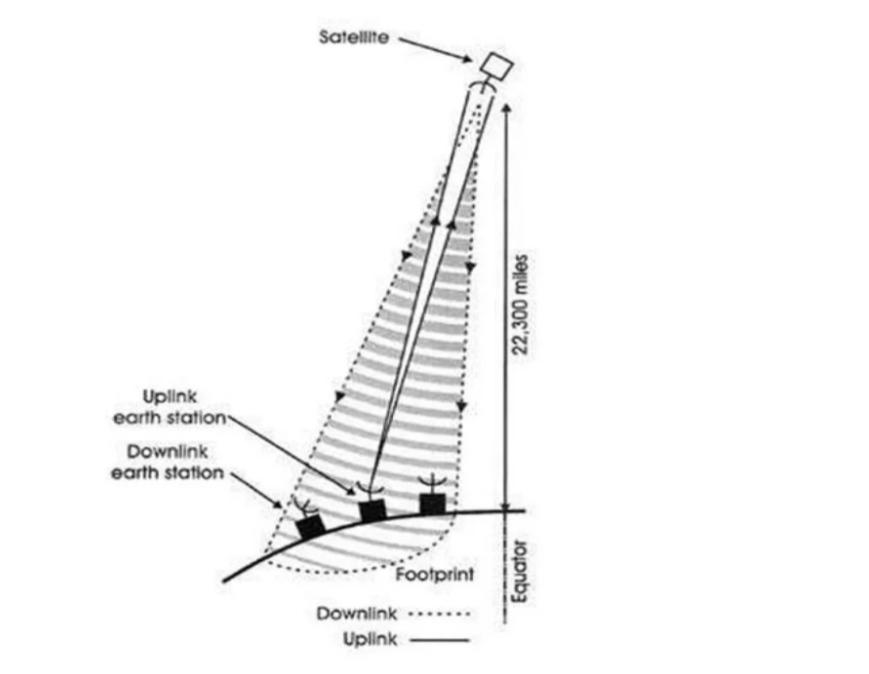 Satellite
22,300 miles
Uplink
earth station
Downlink
earth station
Footprint
Equator
Downlink
Uplink